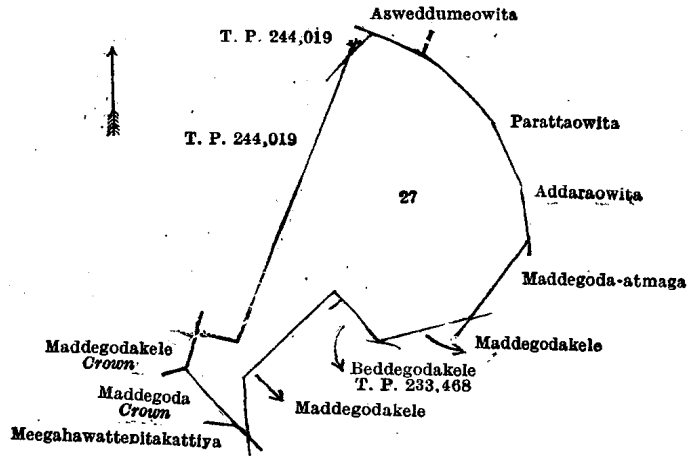 Asweddumeowita
T. P. 244,019
T. P. 244,019
Parattaowita
27
Addaraowita
Maddegoda-atmaga
Maddegodakele
Maddegodakele
Crown
Beddegodakele
T. P. 233,468
Maddegoda
Crown
Maddegodakele
Meegahawattepitakattiya